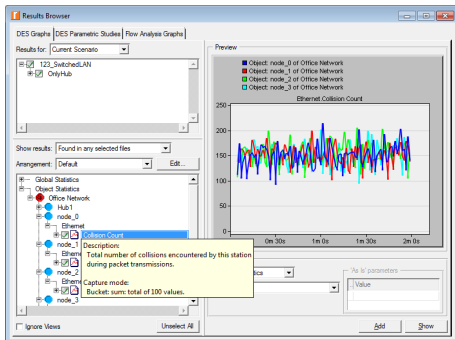 Results Browser
DES Graphs DES Parametric Studies Flow Analysis Graphs
Results for: Current Scenario
123_SwitchedLAN
OnlyHub
Show results: Found in any selected files
Arrangement: Default Edit...
Global Statistics
Object Statistics
Office Network
Hub1
node_0
Ethernet
Collision Count
node_1
Ethern
node_2
Ethern
node_3
Description:
Total number of collisions encountered by this station
during packet transmissions.
Capture mode:
Bucket: sum: total of 100 values.
Ignore Views Unselect All
Preview
Object: node_0 of Office Network
Object: node_1 of Office Network
Object: node_2 of Office Network
Object: node_3 of Office Network
Ethernet.Collision Count
250
200
150
100
50
0
0m 30s 1m 0s 1m 30s 2m 0s
tics
'As Is' parameters
Value
Add Show